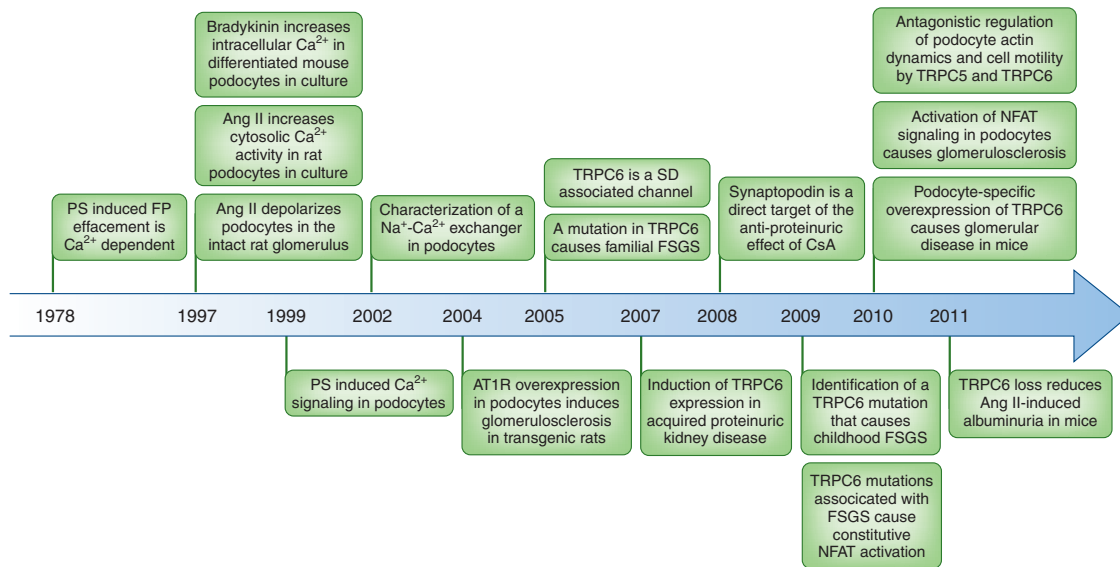 Bradykinin increases
intracellular Ca²⁺ in
differentiated mouse
podocytes in culture
Ang II increases
cytosolic Ca²⁺
activity in rat
podocytes in culture
PS induced FP
effacement is
Ca²⁺ dependent
Ang II depolarizes
podocytes in the
intact rat glomerulus
Characterization of a
Na⁺-Ca²⁺ exchanger
in podocytes
TRPC6 is a SD
associated channel
A mutation in TRPC6
causes familial FSGS
Synaptopodin is a
direct target of the
anti-proteinuric
effect of CsA
Antagonistic regulation
of podocyte actin
dynamics and cell motility
by TRPC5 and TRPC6
Activation of NFAT
signaling in podocytes
causes glomerulosclerosis
Podocyte-specific
overexpression of TRPC6
causes glomerular
disease in mice
1978 1997 1999 2002 2004 2005 2007 2008 2009 2010 2011
PS induced Ca²⁺
signaling in podocytes
AT1R overexpression
in podocytes induces
glomerulosclerosis
in transgenic rats
Induction of TRPC6
expression in
acquired proteinuric
kidney disease
Identification of a
TRPC6 mutation
that causes
childhood FSGS
TRPC6 mutations
associcated with
FSGS cause
constitutive
NFAT activation
TRPC6 loss reduces
Ang II-induced
albuminuria in mice